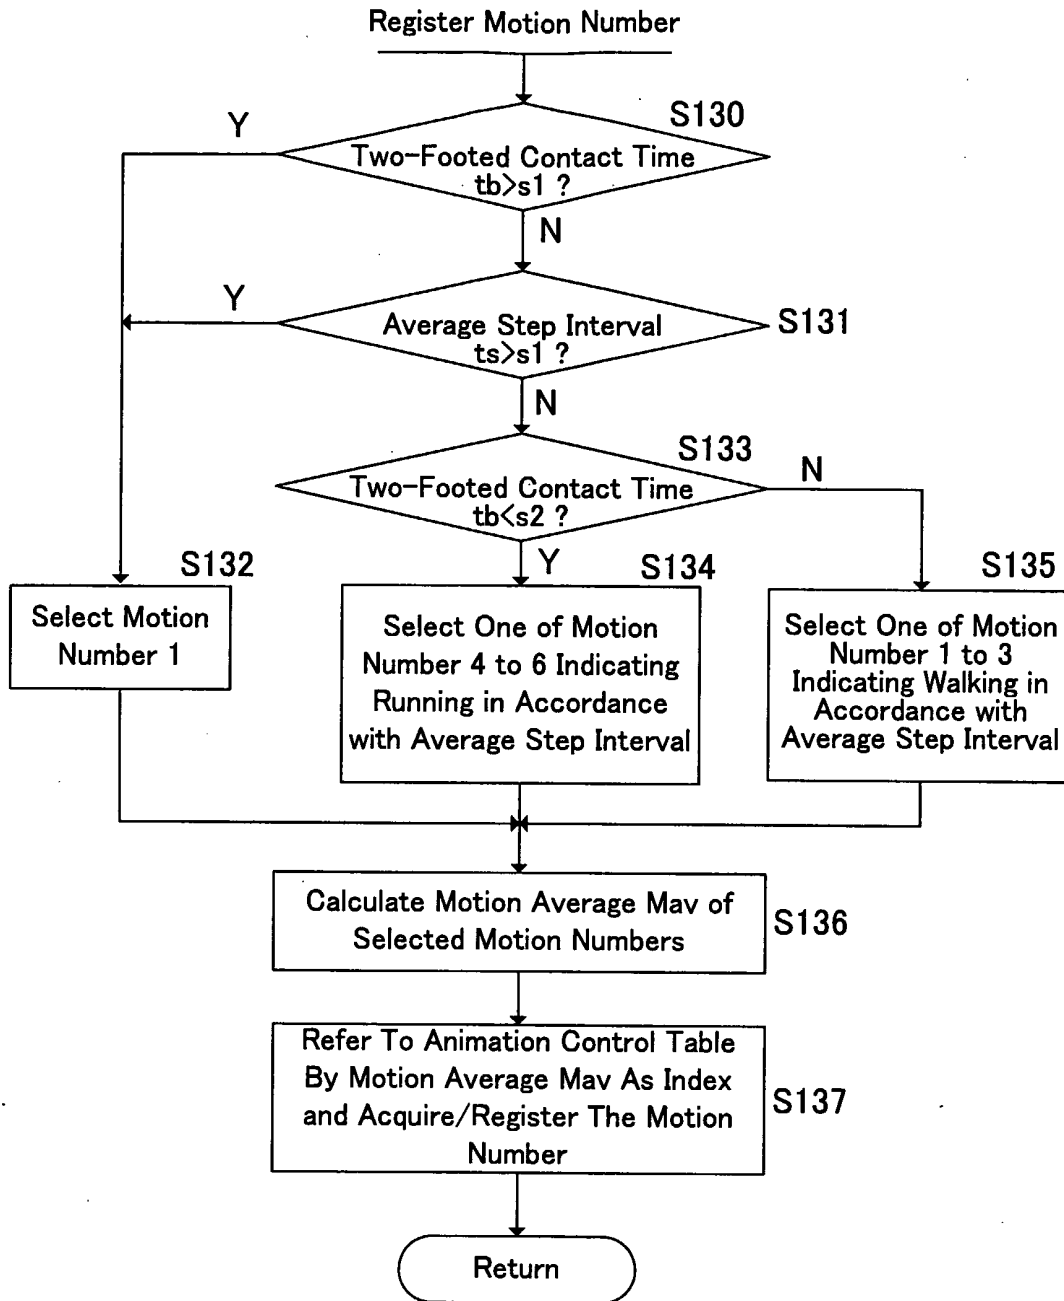 Register Motion Number
S130
Y
Two-Footed Contact Time
tb>s1 ?
N
Y
Average Step Interval
ts>s1 ?
S131
N
S133
Two-Footed Contact Time
tb<s2 ?
N
Y
S132
Select Motion
Number 1
S134
Select One of Motion
Number 4 to 6 Indicating
Running in Accordance
with Average Step Interval
S135
Select One of Motion
Number 1 to 3
Indicating Walking in
Accordance with
Average Step Interval
Calculate Motion Average Mav of
Selected Motion Numbers
S136
Refer To Animation Control Table
By Motion Average Mav As Index
and Acquire/Register The Motion
Number
S137
Return